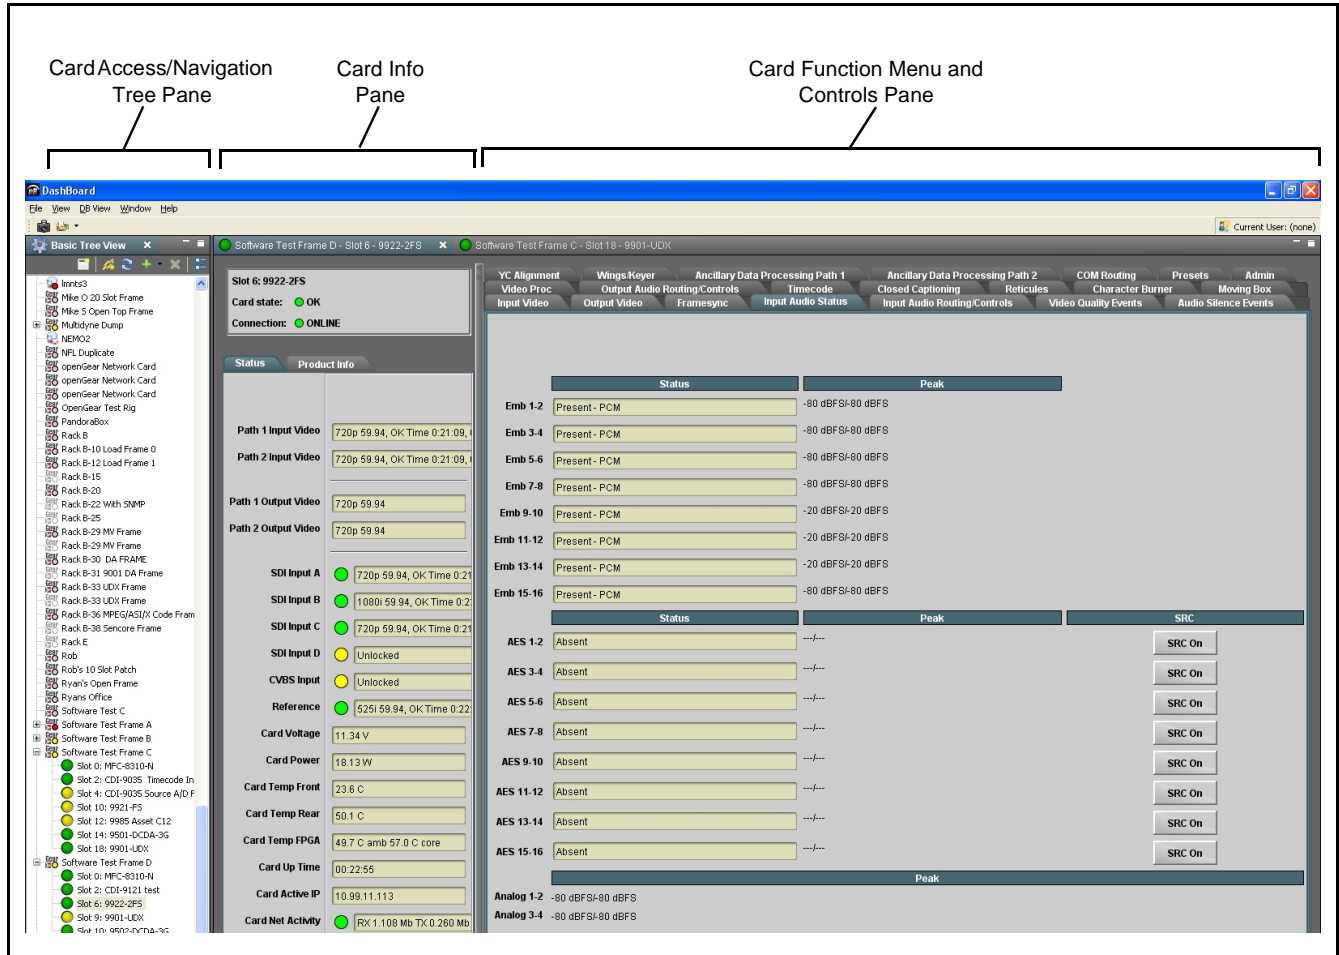 Card Access/Navigation
Tree Pane
Card Info
Pane
Card Function Menu and
Controls Pane
DashBoard
File View DB View Window Help
Current User: (none)
Basic Tree View
Software Test Frame D - Slot 6 - 9922-2FS
Software Test Frame C - Slot 18 - 9901-UDX
lmnts3
Mike O 20 Slot Frame
Mike S Open Top Frame
Multidyne Dump
NEMO2
NFL Duplicate
openGear Network Card
openGear Network Card
openGear Network Card
OpenGear Test Rig
PandoraBox
Rack B
Rack B-10 Load Frame 0
Rack B-12 Load Frame 1
Rack B-15
Rack B-20
Rack B-22 With SNMP
Rack B-25
Rack B-29 MV Frame
Rack B-29 MV Frame
Rack B-30 DA FRAME
Rack B-31 9001 DA Frame
Rack B-33 UDX Frame
Rack B-33 UDX Frame
Rack B-36 MPEG/ASI/X Code Fram
Rack B-38 Sencore Frame
Rack E
Rob
Rob's 10 Slot Patch
Ryan's Open Frame
Ryans Office
Software Test C
Software Test Frame A
Software Test Frame B
Software Test Frame C
Slot 0: MFC-8310-N
Slot 2: CDI-9035 Timecode In
Slot 4: CDI-9035 Source A/D F
Slot 10: 9921-FS
Slot 12: 9985 Asset C12
Slot 14: 9501-DCDA-3G
Slot 18: 9901-UDX
Software Test Frame D
Slot 0: MFC-8310-N
Slot 2: CDI-9121 test
Slot 6: 9922-2FS
Slot 9: 9901-UDX
Slot 10: 9502-DCDA-3G
Slot 6: 9922-2FS
Card state: OK
Connection: ONLINE
Status Product Info
Path 1 Input Video 720p 59.94, OK Time 0:21:09,
Path 2 Input Video 720p 59.94, OK Time 0:21:09,
Path 1 Output Video 720p 59.94
Path 2 Output Video 720p 59.94
SDI Input A 720p 59.94, OK Time 0:21
SDI Input B 1080i 59.94, OK Time 0:2
SDI Input C 720p 59.94, OK Time 0:21
SDI Input D Unlocked
CVBS Input Unlocked
Reference 525i 59.94, OK Time 0:22:
Card Voltage 11.34 V
Card Power 18.13 W
Card Temp Front 23.6 C
Card Temp Rear 50.1 C
Card Temp FPGA 49.7 C amb 57.0 C core
Card Up Time 00:22:55
Card Active IP 10.99.11.113
Card Net Activity RX 1.108 Mb TX 0.260 Mb
YC Alignment Wings/Keyer Ancillary Data Processing Path 1 Ancillary Data Processing Path 2 COM Routing Presets Admin
Video Proc Output Audio Routing/Controls Timecode Closed Captioning Reticules Character Burner Moving Box
Input Video Output Video Framesync Input Audio Status Input Audio Routing/Controls Video Quality Events Audio Silence Events
Status Peak
Emb 1-2 Present - PCM -80 dBFS/-80 dBFS
Emb 3-4 Present - PCM -80 dBFS/-80 dBFS
Emb 5-6 Present - PCM -80 dBFS/-80 dBFS
Emb 7-8 Present - PCM -80 dBFS/-80 dBFS
Emb 9-10 Present - PCM -20 dBFS/-20 dBFS
Emb 11-12 Present - PCM -20 dBFS/-20 dBFS
Emb 13-14 Present - PCM -20 dBFS/-20 dBFS
Emb 15-16 Present - PCM -80 dBFS/-80 dBFS
Status Peak SRC
AES 1-2 Absent ---/--- SRC On
AES 3-4 Absent ---/--- SRC On
AES 5-6 Absent ---/--- SRC On
AES 7-8 Absent ---/--- SRC On
AES 9-10 Absent ---/--- SRC On
AES 11-12 Absent ---/--- SRC On
AES 13-14 Absent ---/--- SRC On
AES 15-16 Absent ---/--- SRC On
Peak
Analog 1-2 -80 dBFS/-80 dBFS
Analog 3-4 -80 dBFS/-80 dBFS